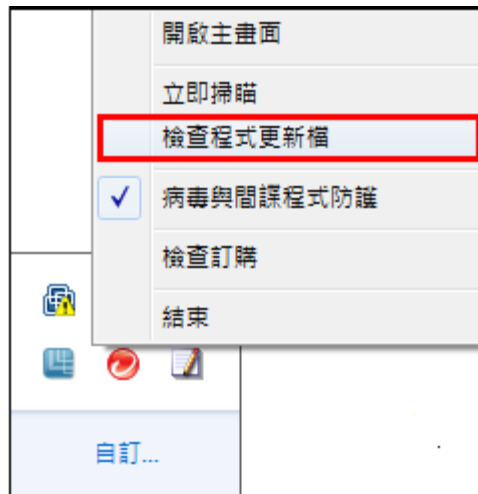 開啟主畫面
立即掃瞄
檢查程式更新檔
病毒與間諜程式防護
檢查訂購
結束
自訂...